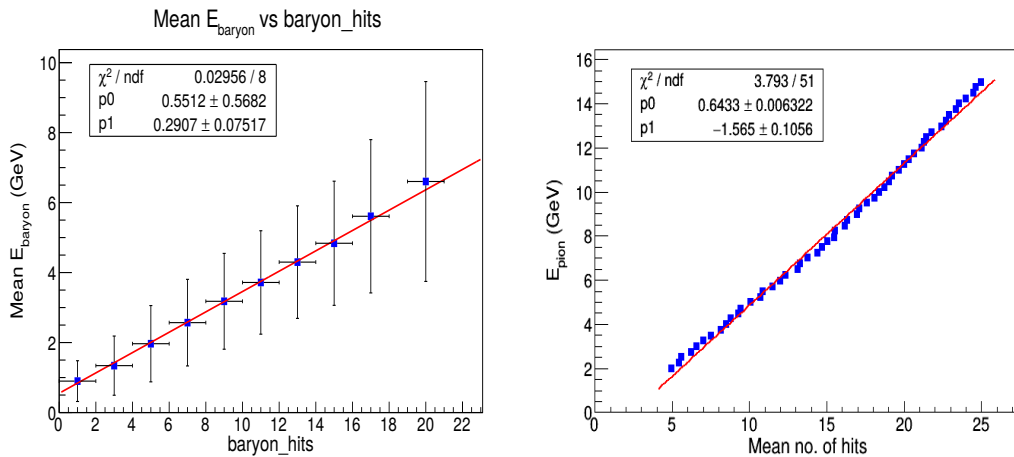 Mean E_baryon vs baryon_hits
Mean E_baryon (GeV)
10
8
6
4
2
0
χ² / ndf 0.02956 / 8
p0 0.5512 ± 0.5682
p1 0.2907 ± 0.07517
0 2 4 6 8 10 12 14 16 18 20 22
baryon_hits
E_pion (GeV)
16
14
12
10
8
6
4
2
0
χ² / ndf 3.793 / 51
p0 0.6433 ± 0.006322
p1 −1.565 ± 0.1056
0 5 10 15 20 25
Mean no. of hits